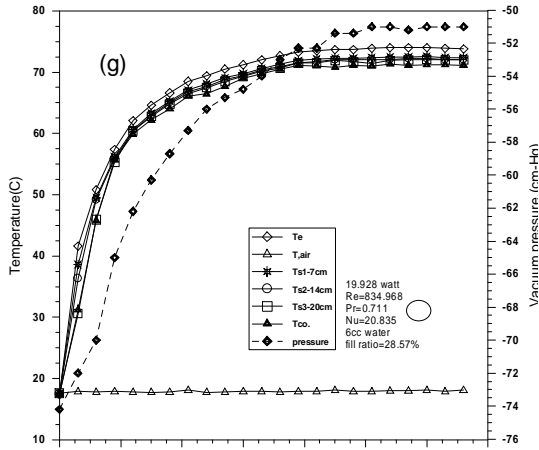 80
70
60
50
40
30
20
10
Temperature(C)
(g)
Te
T,air
Ts1-7cm
Ts2-14cm
Ts3-20cm
Tco.
pressure
19.928 watt
Re=834.968
Pr=0.711
Nu=20.835
6cc water
fill ratio=28.57%
-50
-52
-54
-56
-58
-60
-62
-64
-66
-68
-70
-72
-74
-76
Vacuum pressure (cm-Hg)